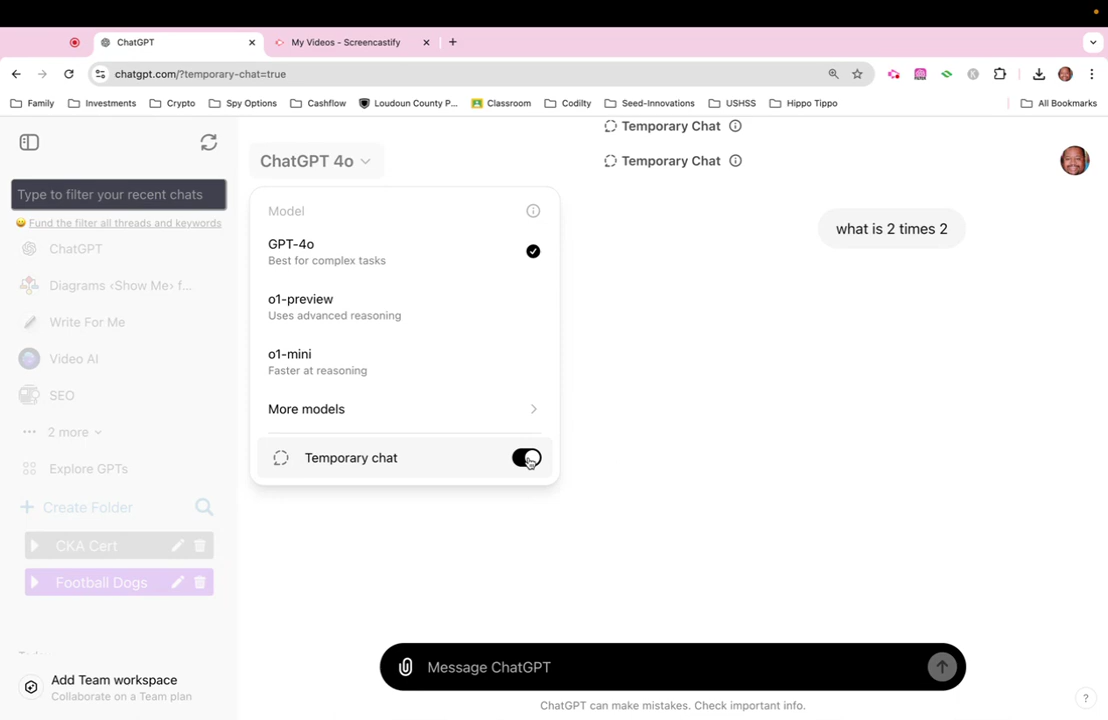 ChatGPT
My Videos - Screencastify
chatgpt.com/?temporary-chat=true
Family
Investments
Crypto
Spy Options
Cashflow
Loudoun County P...
Classroom
Codility
Seed-Innovations
USHSS
Hippo Tippo
All Bookmarks
Temporary Chat
ChatGPT 4o
Temporary Chat
Type to filter your recent chats
Fund the filter all threads and keywords
what is 2 times 2
Model
ChatGPT
GPT-4o
Best for complex tasks
Diagrams ‹Show Me› f...
o1-preview
Uses advanced reasoning
Write For Me
Video AI
o1-mini
Faster at reasoning
SEO
More models
2 more
Temporary chat
Explore GPTs
Create Folder
CKA Cert
Football Dogs
Add Team workspace
Collaborate on a Team plan
Message ChatGPT
ChatGPT can make mistakes. Check important info.
?